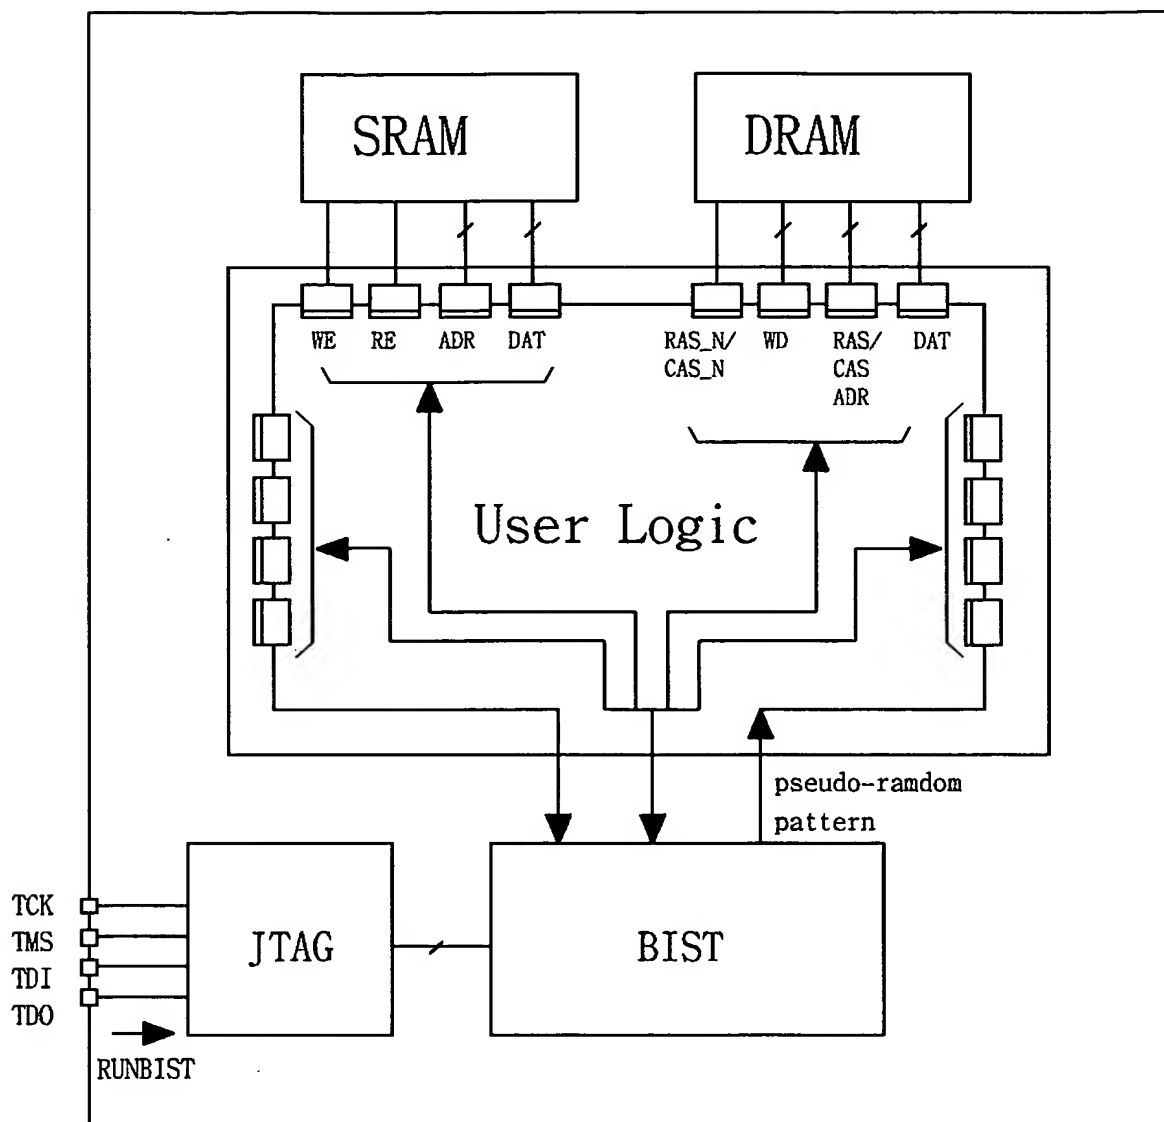 SRAM
DRAM
WE
RE
ADR
DAT
RAS_N/
CAS_N
WD
RAS/
CAS
ADR
DAT
User Logic
pseudo-ramdom
pattern
TCK
TMS
TDI
TDO
JTAG
BIST
RUNBIST